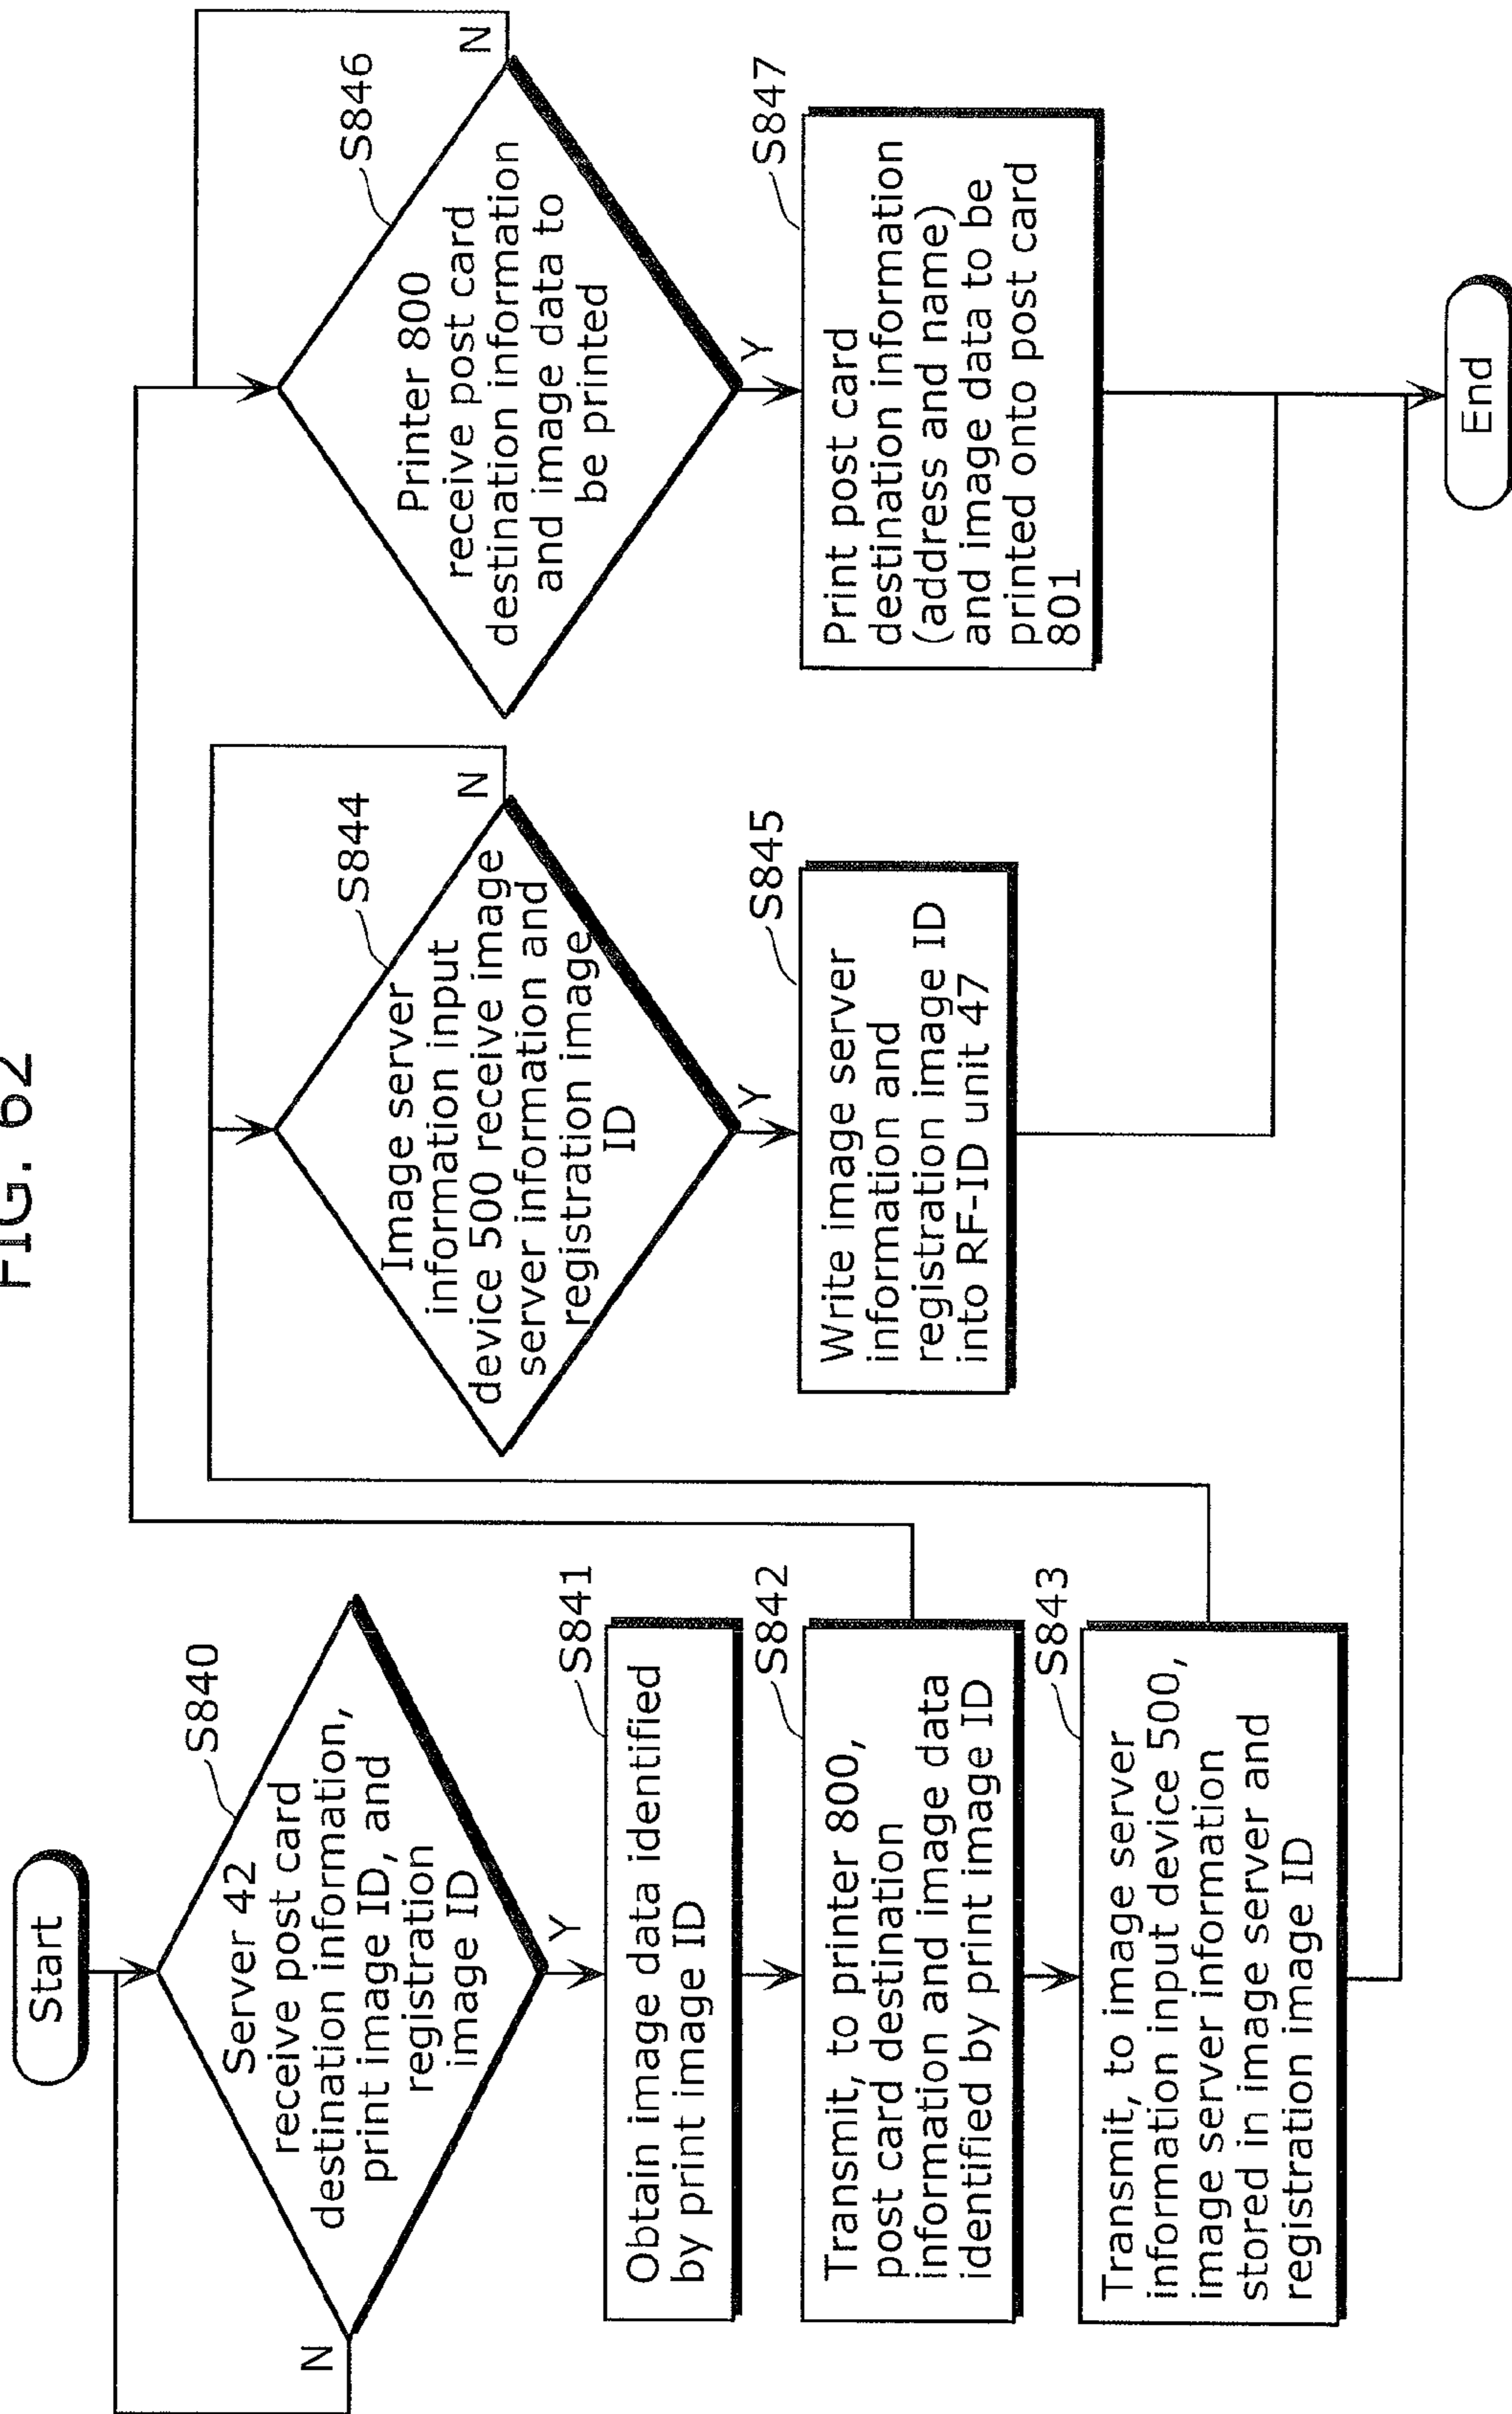 FIG. 62
Start
S840
Server 42
receive post card
destination information,
print image ID, and
registration
image ID
N
Y
S841
Obtain image data identified
by print image ID
S842
Transmit, to printer 800,
post card destination
information and image data
identified by print image ID
S843
Transmit, to image server
information input device 500,
image server information
stored in image server and
registration image ID
S844
Image server
information input
device 500 receive image
server information and
registration image
ID
N
Y
S845
Write image server
information and
registration image ID
into RF-ID unit 47
S846
Printer 800
receive post card
destination information
and image data to
be printed
N
Y
S847
Print post card
destination information
(address and name)
and image data to be
printed onto post card
801
End